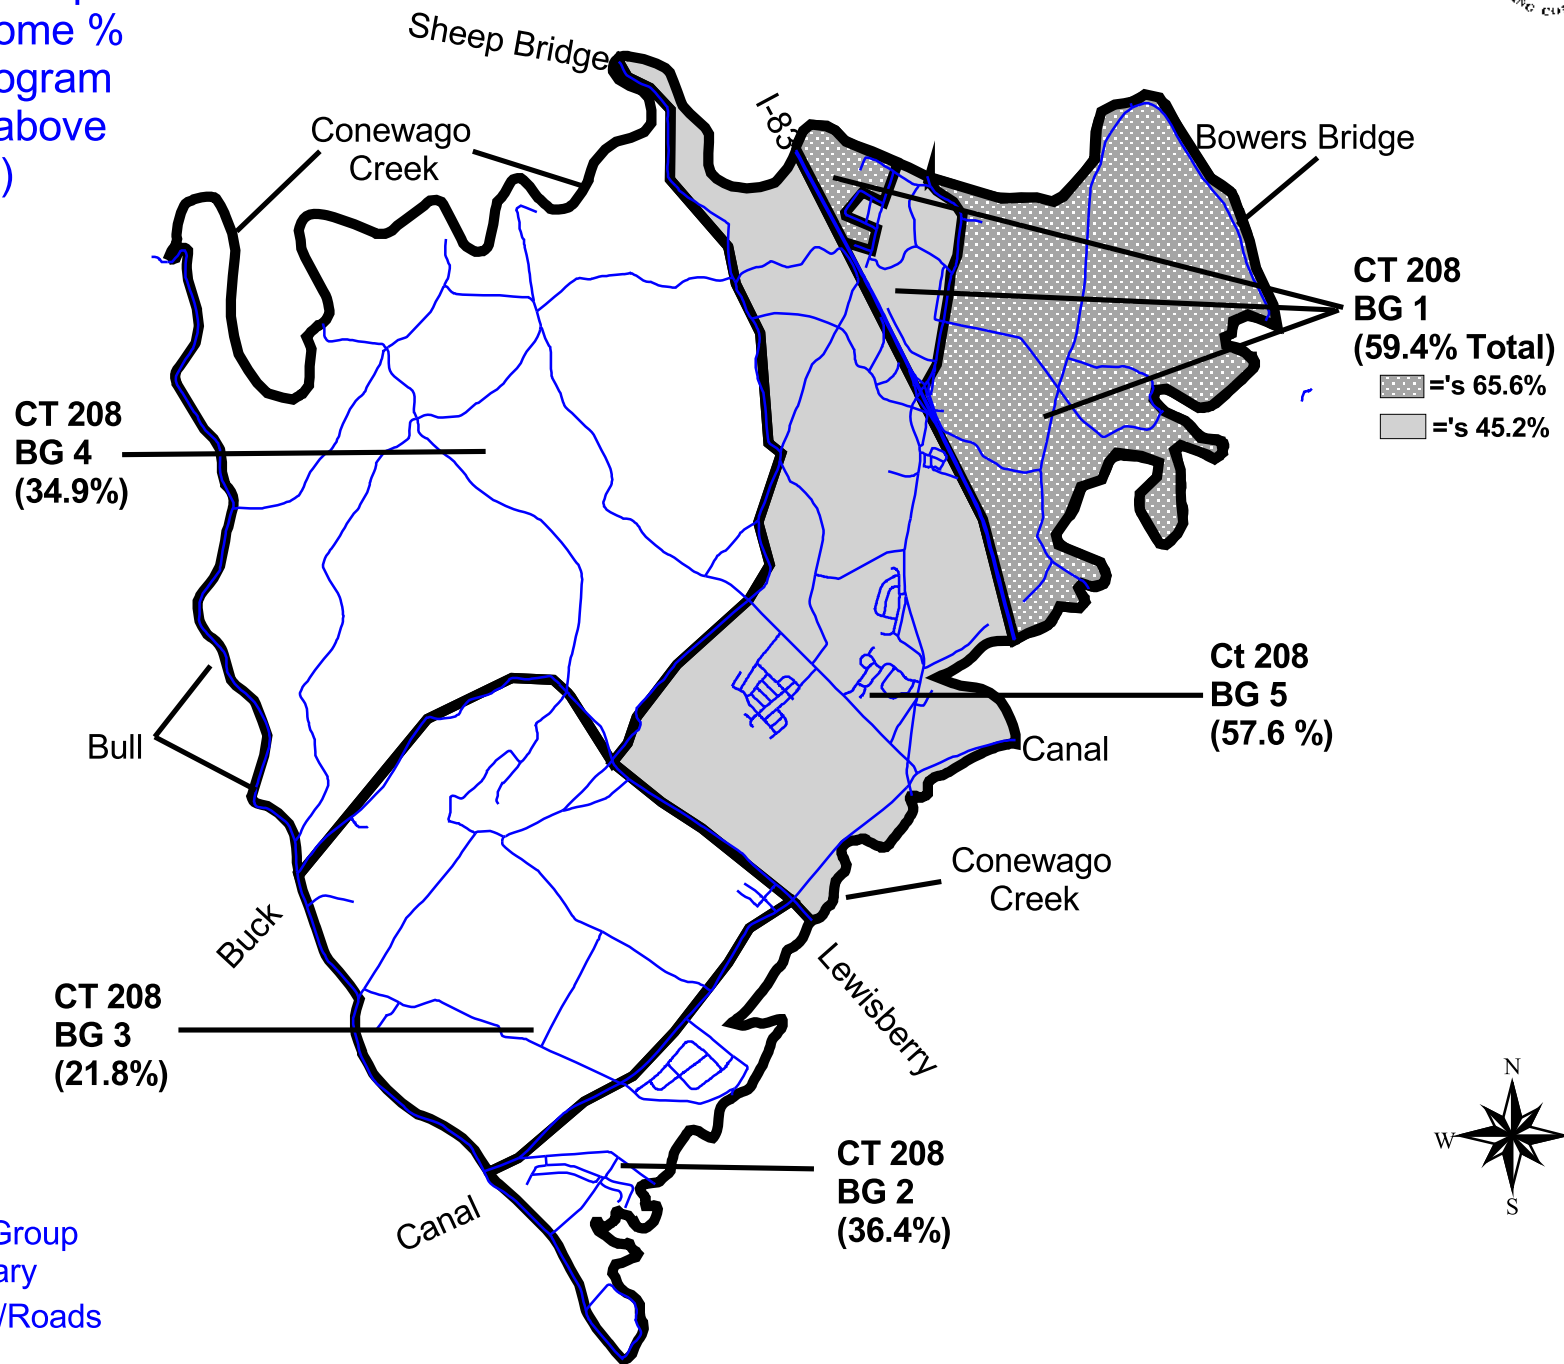 ome %
ogram
above
)
Sheep Bridge
I-83
Conewago
Creek
Bowers Bridge
CT 208
BG 1
(59.4% Total)
='s 65.6%
='s 45.2%
CT 208
BG 4
(34.9%)
Ct 208
BG 5
(57.6 %)
Bull
Canal
Conewago
Creek
Buck
Lewisberry
CT 208
BG 3
(21.8%)
CT 208
BG 2
(36.4%)
Canal
N
W
S
Group
ary
/Roads